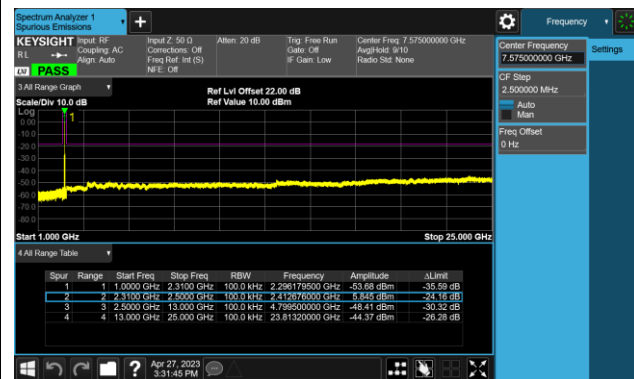 Spectrum Analyzer 1
Spurious Emissions
Frequency
KEYSIGHT Input: RF
Coupling: AC
Align: Auto
Input Z: 50 Ω
Corrections: Off
Freq Ref: Int (S)
NFE: Off
Atten: 20 dB
Trig: Free Run
Gate: Off
IF Gain: Low
Center Freq: 7.575000000 GHz
Avg|Hold: 9/10
Radio Std: None
R L
LXI PASS
Center Frequency
7.575000000 GHz
Settings
CF Step
2.500000 MHz
Auto
Man
Freq Offset
0 Hz
3 All Range Graph
Scale/Div 10.0 dB
Ref Lvl Offset 22.00 dB
Ref Value 10.00 dBm
Log
1
0.00
-10.0
-20.0
-30.0
-40.0
-50.0
-60.0
-70.0
-80.0
Start 1.000 GHz
Stop 25.000 GHz
4 All Range Table
Spur Range Start Freq Stop Freq RBW Frequency Amplitude ΔLimit
1 1 1.0000 GHz 2.3100 GHz 100.0 kHz 2.296179500 GHz -53.68 dBm -35.59 dB
2 2 2.3100 GHz 2.5000 GHz 100.0 kHz 2.412676000 GHz 5.845 dBm -24.16 dB
3 3 2.5000 GHz 13.000 GHz 100.0 kHz 4.799500000 GHz -48.41 dBm -30.32 dB
4 4 13.000 GHz 25.000 GHz 100.0 kHz 23.81320000 GHz -44.37 dBm -26.28 dB
?
Apr 27, 2023
3:31:45 PM